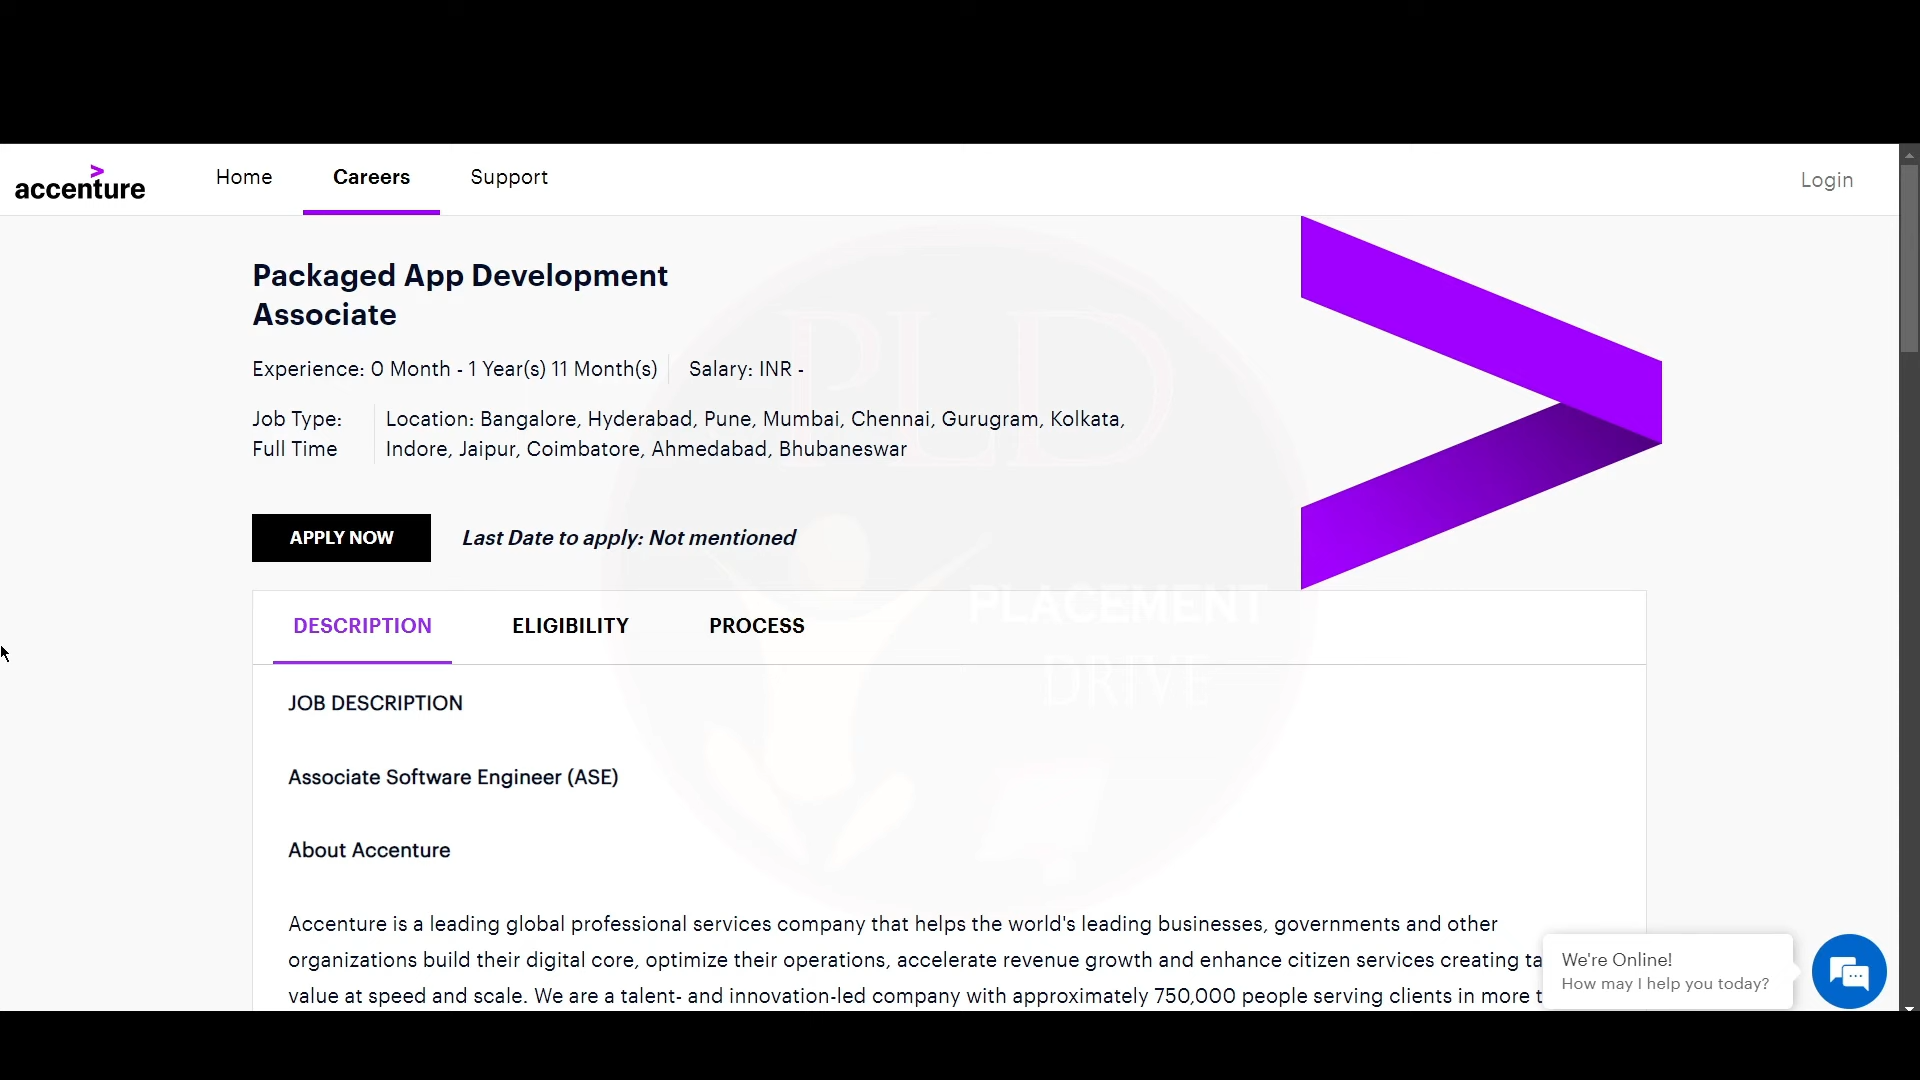 accenture
Home Careers Support Login
Packaged App Development
Associate
Experience: 0 Month - 1 Year(s) 11 Month(s) Salary: INR -
Job Type:
Full Time
Location: Bangalore, Hyderabad, Pune, Mumbai, Chennai, Gurugram, Kolkata,
Indore, Jaipur, Coimbatore, Ahmedabad, Bhubaneswar
APPLY NOW Last Date to apply: Not mentioned
PLD
PLACEMENT
DRIVE
DESCRIPTION ELIGIBILITY PROCESS
JOB DESCRIPTION
Associate Software Engineer (ASE)
About Accenture
Accenture is a leading global professional services company that helps the world's leading businesses, governments and other
organizations build their digital core, optimize their operations, accelerate revenue growth and enhance citizen services creating ta
value at speed and scale. We are a talent- and innovation-led company with approximately 750,000 people serving clients in more t
We're Online!
How may I help you today?